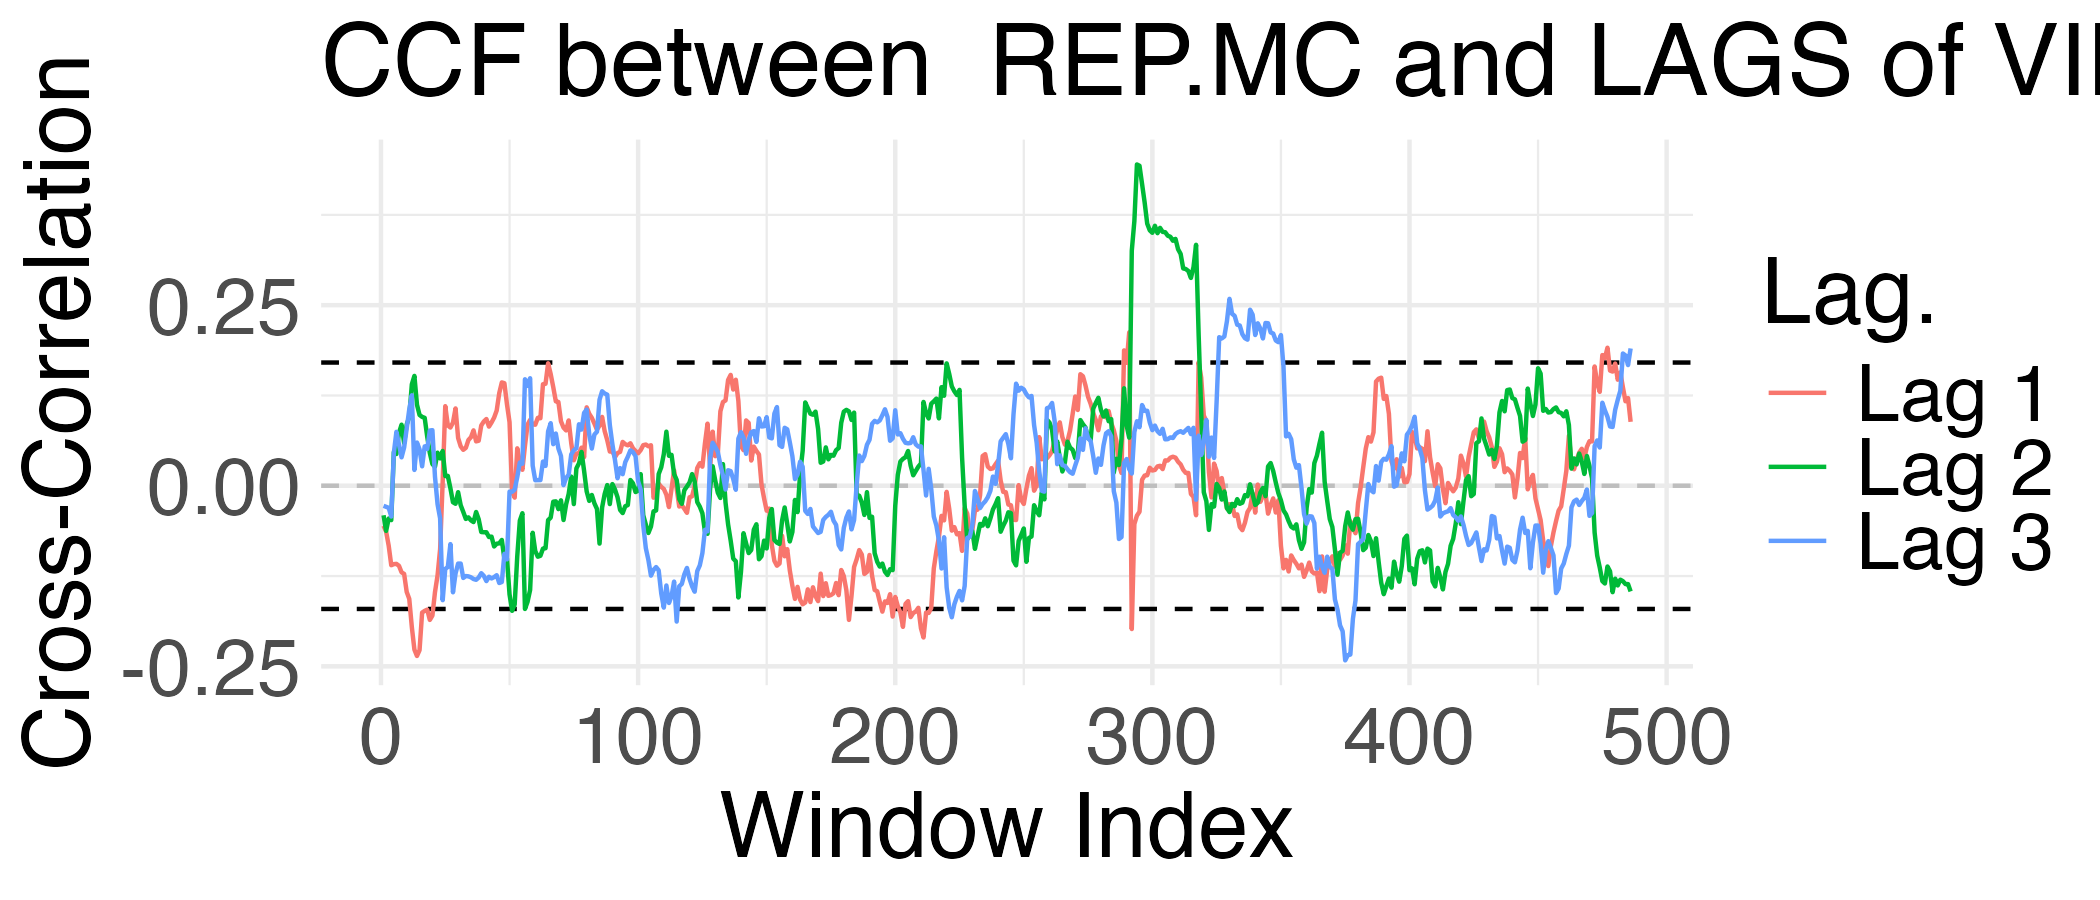 CCF between  REP.MC and LAGS of
Cross-Correlation
0.25
0.00
-0.25
0 100 200 300 400 500
Window Index
Lag.
Lag 1
Lag 2
Lag 3